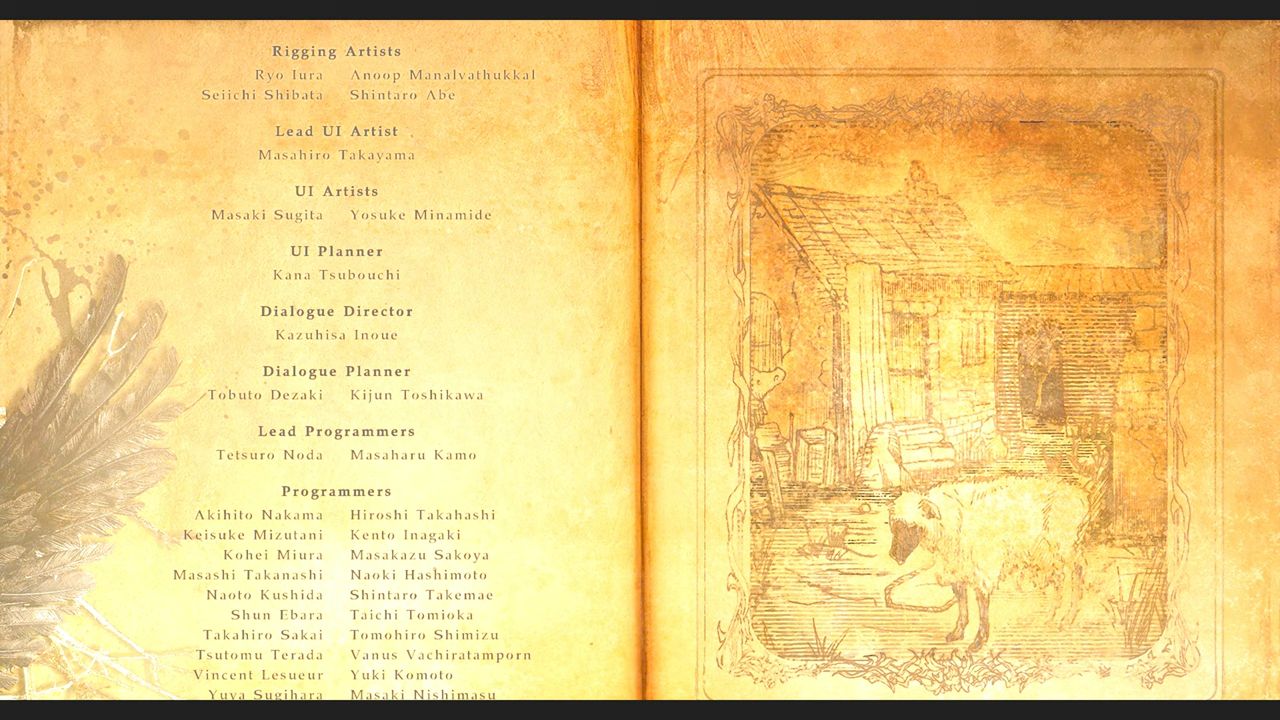 Rigging Artists
Ryo Iura Anoop Manalvathukkal
Seiichi Shibata Shintaro Abe
Lead UI Artist
Masahiro Takayama
UI Artists
Masaki Sugita Yosuke Minamide
UI Planner
Kana Tsubouchi
Dialogue Director
Kazuhisa Inoue
Dialogue Planner
Tobuto Dezaki Kijun Toshikawa
Lead Programmers
Tetsuro Noda Masaharu Kamo
Programmers
Akihito Nakama Hiroshi Takahashi
Keisuke Mizutani Kento Inagaki
Kohei Miura Masakazu Sakoya
Masashi Takanashi Naoki Hashimoto
Naoto Kushida Shintaro Takemae
Shun Ebara Taichi Tomioka
Takahiro Sakai Tomohiro Shimizu
Tsutomu Terada Vachiratamporn
Vincent Lesueur Yuki Komoto
Yuya Sugihara Masaki Nishimasu